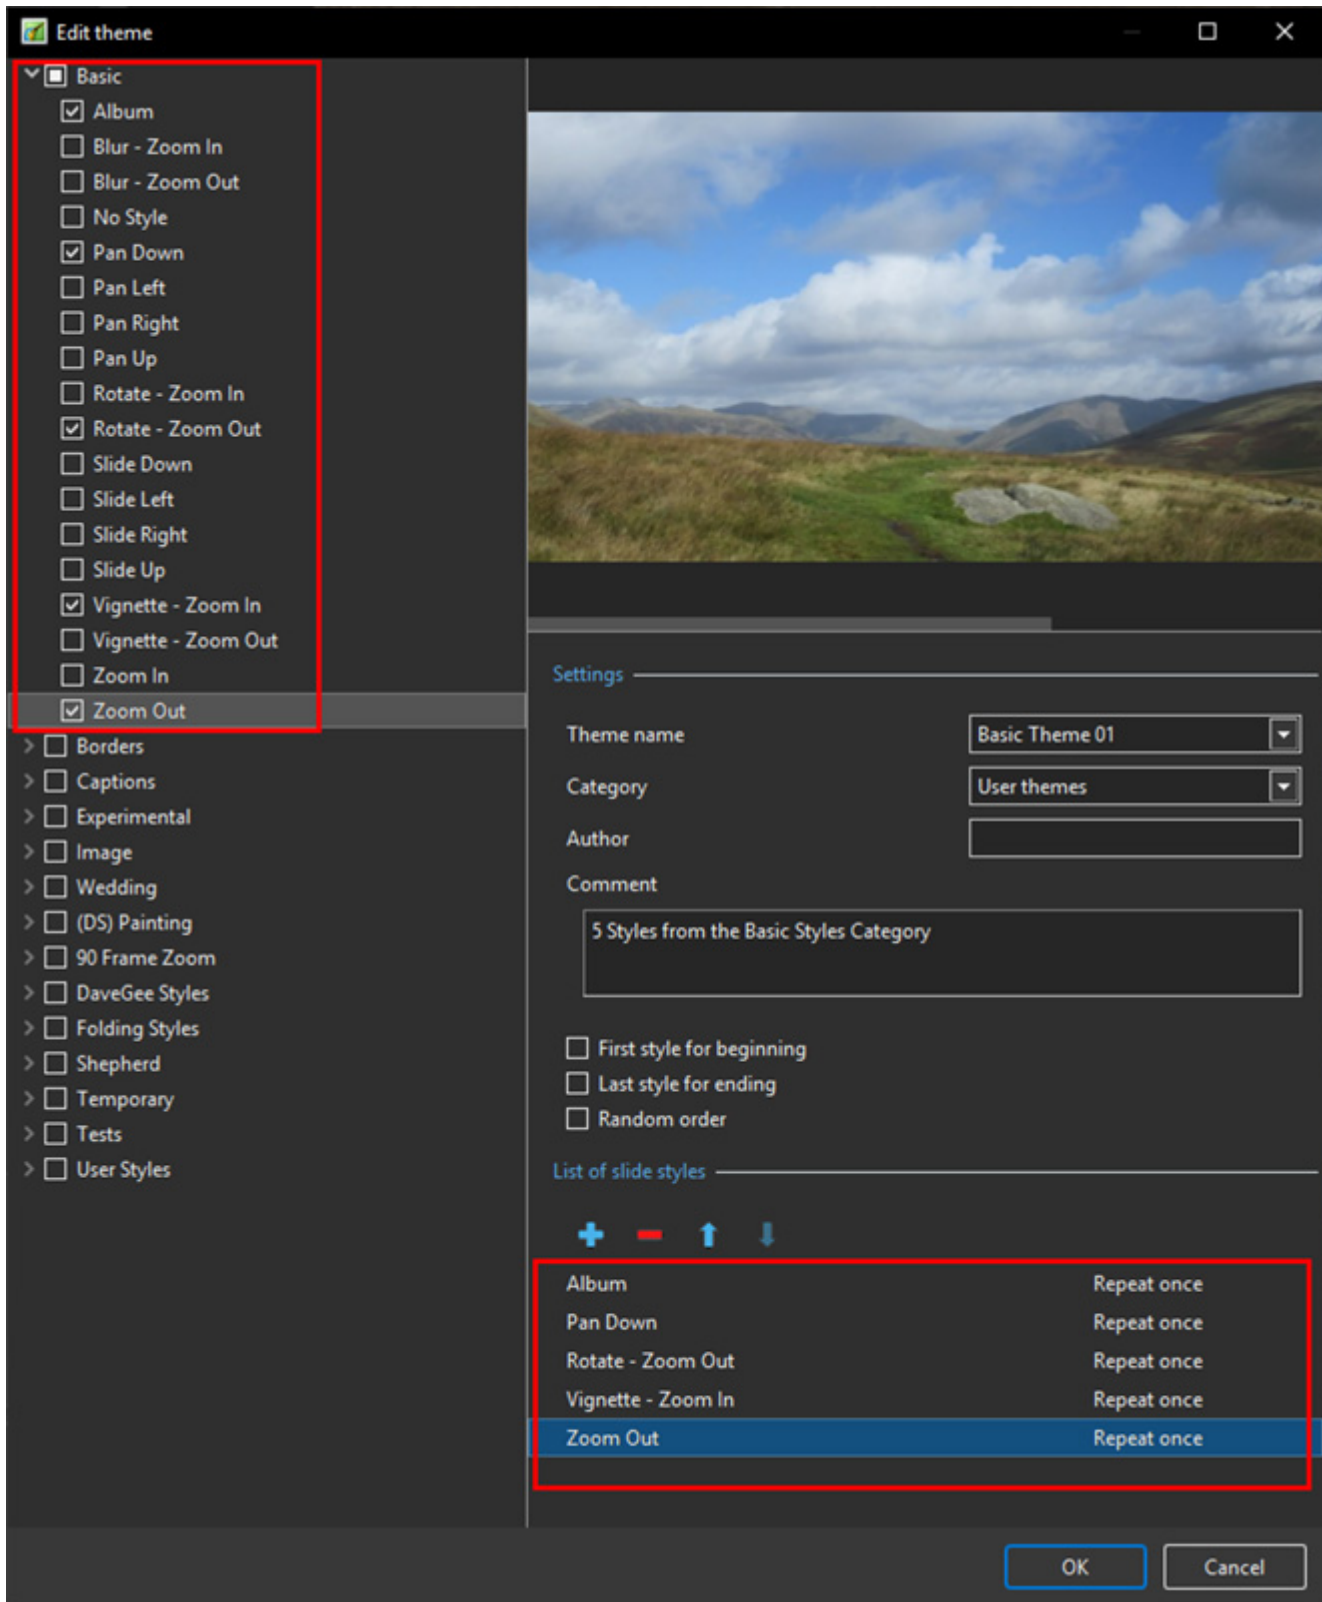 Edit theme
Basic
Album
Blur - Zoom In
Blur - Zoom Out
No Style
Pan Down
Pan Left
Pan Right
Pan Up
Rotate - Zoom In
Rotate - Zoom Out
Slide Down
Slide Left
Slide Right
Slide Up
Vignette - Zoom In
Vignette - Zoom Out
Zoom In
Zoom Out
Borders
Captions
Experimental
Image
Wedding
(DS) Painting
90 Frame Zoom
DaveGee Styles
Folding Styles
Shepherd
Temporary
Tests
User Styles
Settings
Theme name Basic Theme 01
Category User themes
Author
Comment
5 Styles from the Basic Styles Category
First style for beginning
Last style for ending
Random order
List of slide styles
Album Repeat once
Pan Down Repeat once
Rotate - Zoom Out Repeat once
Vignette - Zoom In Repeat once
Zoom Out Repeat once
OK Cancel